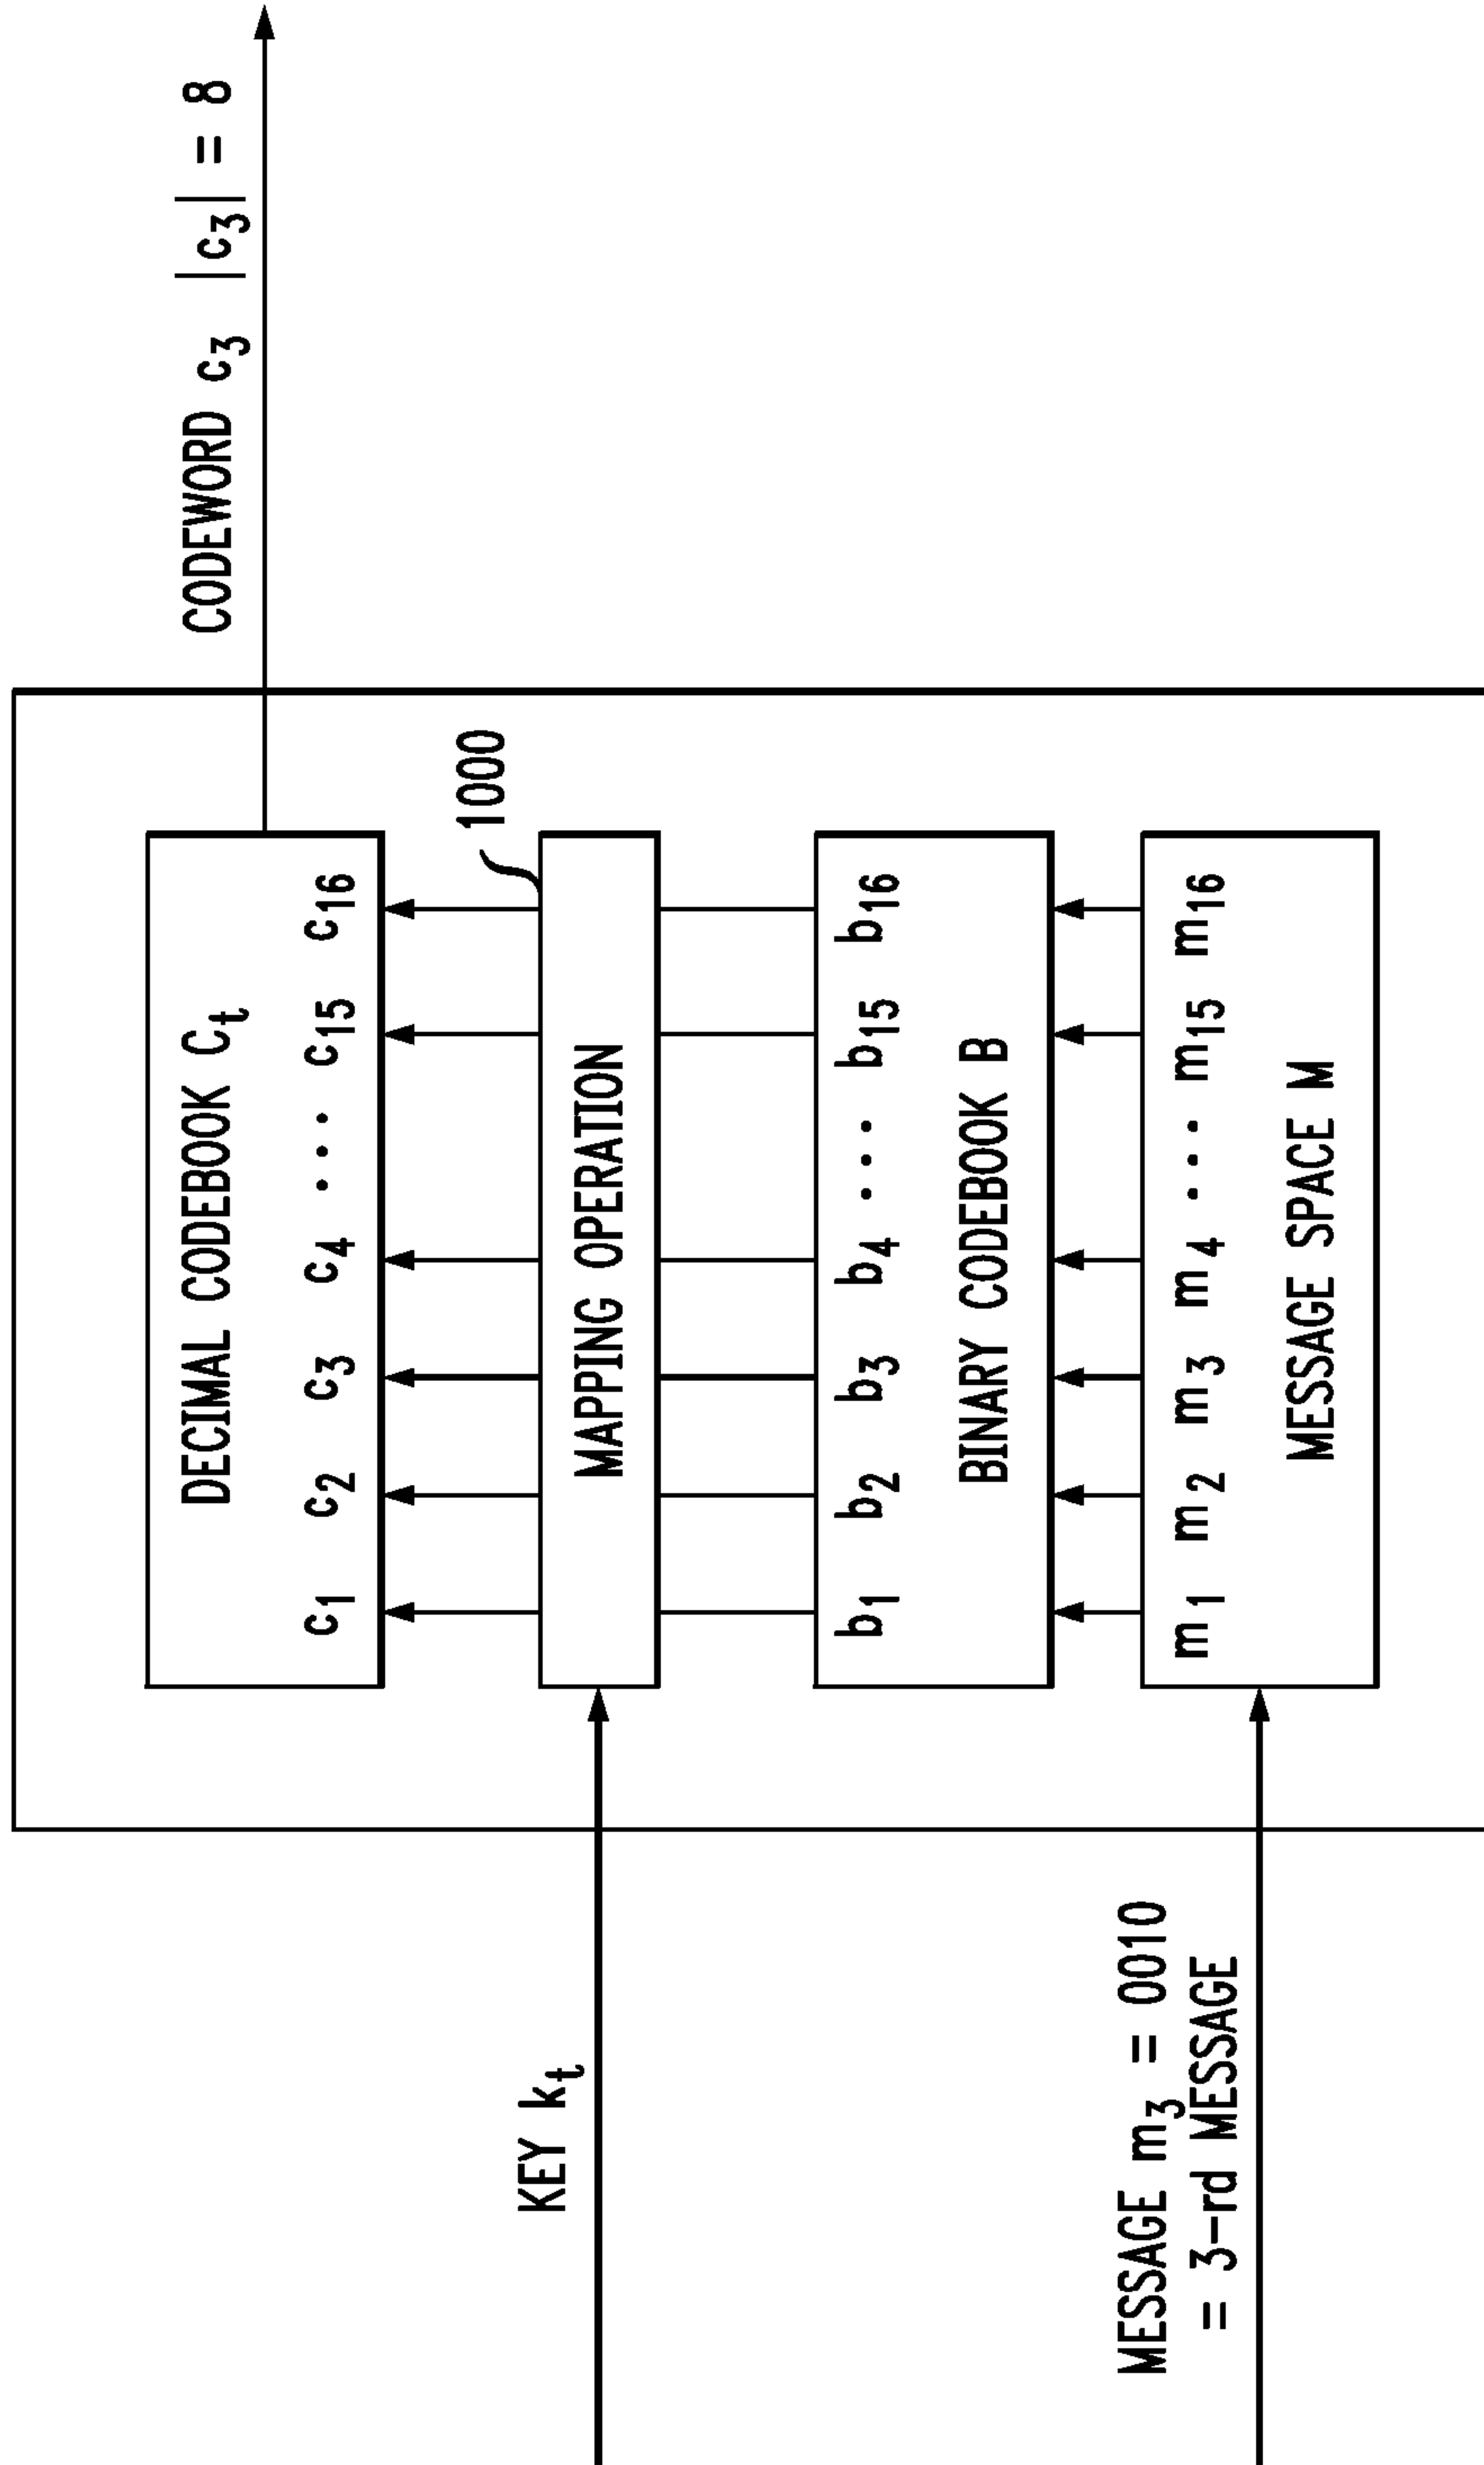 CODEWORD c3 |c3| = 8
DECIMAL CODEBOOK Ct
c1 c2 c3 c4 ... c15 c16
1000
KEY kt
MAPPING OPERATION
b1 b2 b3 b4 ... b15 b16
BINARY CODEBOOK B
MESSAGE m3 = 0010
= 3-rd MESSAGE
m1 m2 m3 m4 ... m15 m16
MESSAGE SPACE M